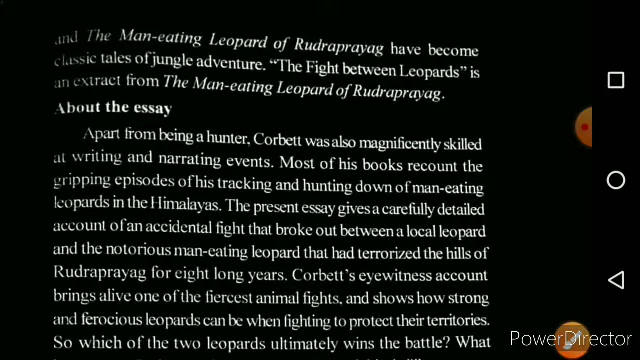 and The Man-eating Leopard of Rudraprayag have become
classic tales of jungle adventure. "The Fight between Leopards" is
an extract from The Man-eating Leopard of Rudraprayag.
About the essay
Apart from being a hunter, Corbett was also magnificently skilled
at writing and narrating events. Most of his books recount the
gripping episodes of his tracking and hunting down of man-eating
leopards in the Himalayas. The present essay gives a carefully detailed
account of an accidental fight that broke out between a local leopard
and the notorious man-eating leopard that had terrorized the hills of
Rudraprayag for eight long years. Corbett's eyewitness account
brings alive one of the fiercest animal fights, and shows how strong
and ferocious leopards can be when fighting to protect their territories.
So which of the two leopards ultimately wins the battle? What
PowerDirector